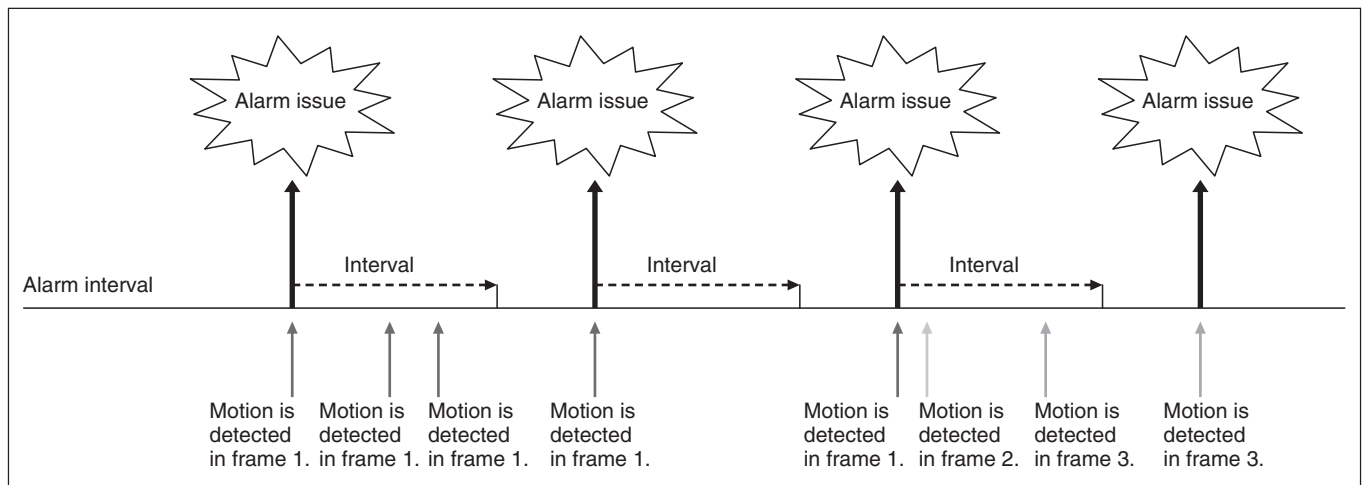 Alarm issue
Alarm issue
Alarm issue
Alarm issue
Interval
Interval
Interval
Alarm interval
Motion is
detected
in frame 1.
Motion is
detected
in frame 1.
Motion is
detected
in frame 1.
Motion is
detected
in frame 1.
Motion is
detected
in frame 1.
Motion is
detected
in frame 2.
Motion is
detected
in frame 3.
Motion is
detected
in frame 3.